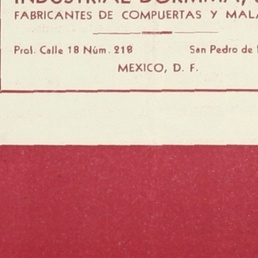 INDUSTRIAL
FABRICANTES DE COMPUERTAS Y
Prol. Calle 18 Núm. 218 San Pedro de
MEXICO, D. F.